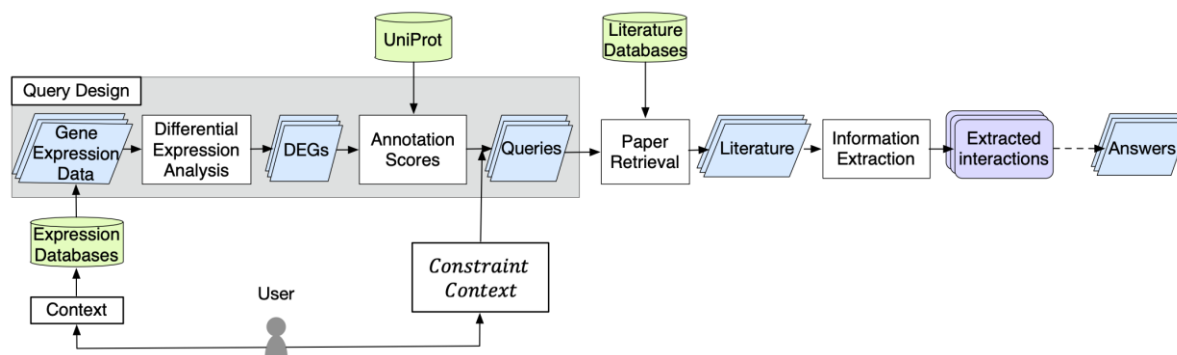 UniProt
Literature
Databases
Query Design
Gene
Expression
Data
Differential
Expression
Analysis
DEGs
Annotation
Scores
Queries
Paper
Retrieval
Literature
Information
Extraction
Extracted
interactions
Answers
Expression
Databases
Constraint
Context
User
Context